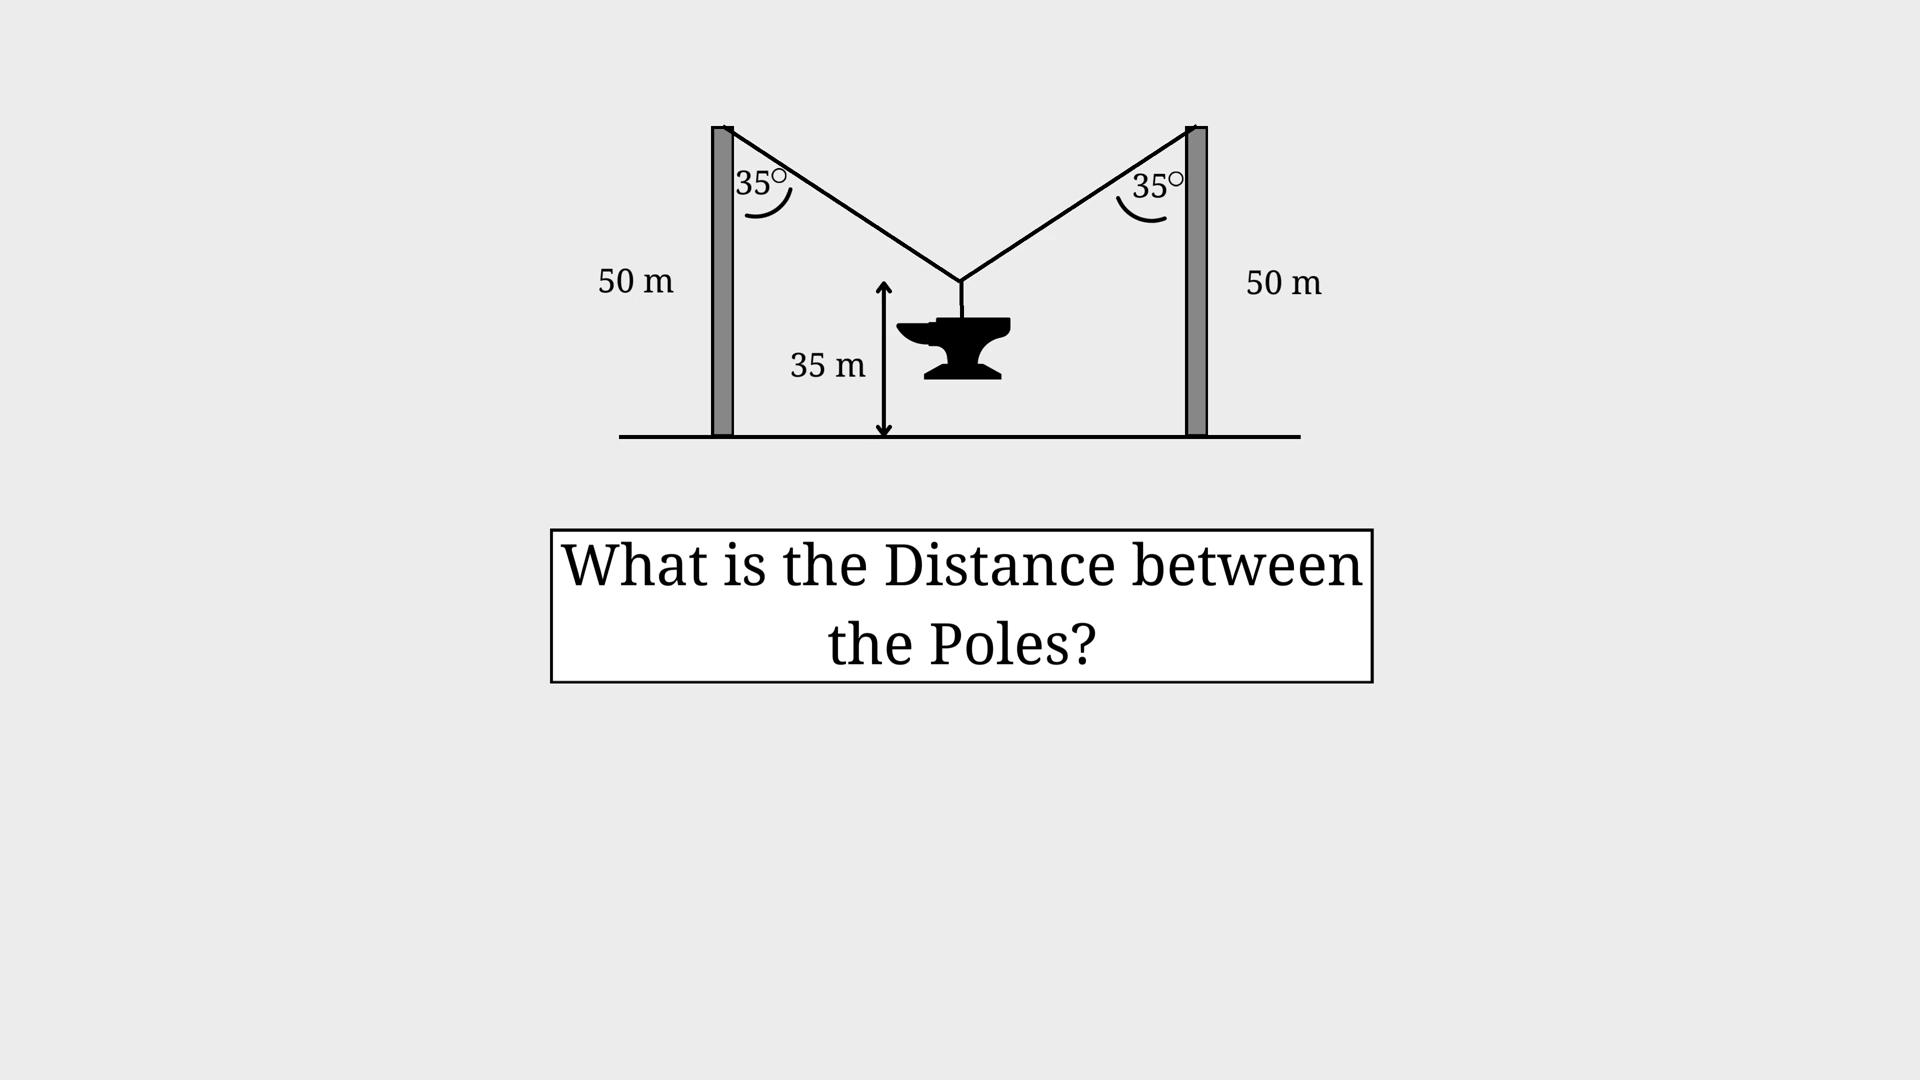 35°
35°
50 m
50 m
35 m
What is the Distance between
the Poles?